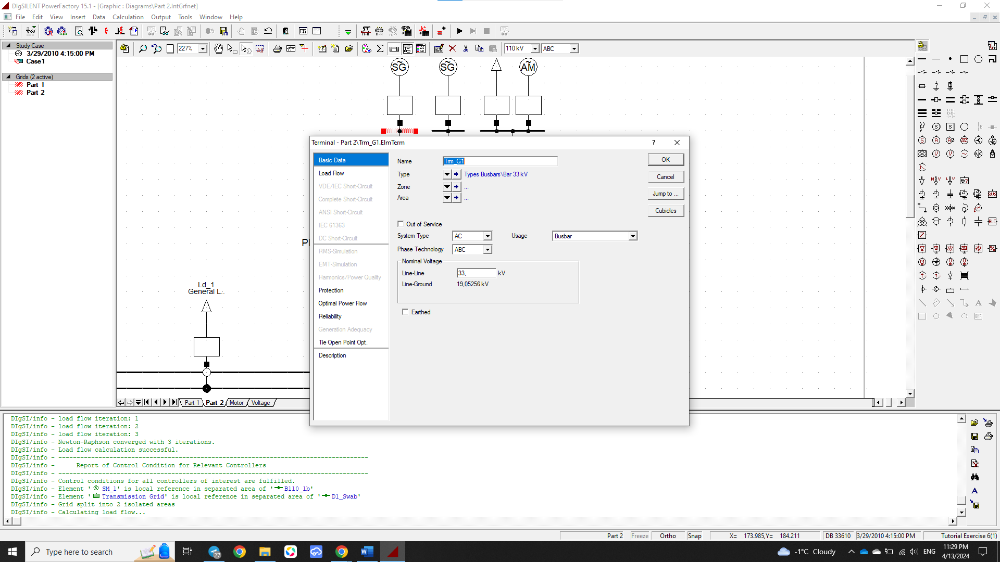 DIgSILENT PowerFactory 15.1 - [Graphic : Diagrams\Part 2.IntGrfnet]
File Edit View Insert Data Calculation Output Tools Window Help
227%
110 kV
ABC
Study Case
3/29/2010 4:15:00 PM
Case1
Grids (2 active)
Part 1
Part 2
SG
SG
AM
Ld_1
General L..
Terminal - Part 2\Trm_G1.ElmTerm
Basic Data
Load Flow
VDE/IEC Short-Circuit
Complete Short-Circuit
ANSI Short-Circuit
IEC 61363
DC Short-Circuit
RMS-Simulation
EMT-Simulation
Harmonics/Power Quality
Protection
Optimal Power Flow
Reliability
Generation Adequacy
Tie Open Point Opt.
Description
Name Trm_G1
Type Types Busbars\Bar 33 kV
Zone ...
Area ...
Out of Service
System Type AC Usage Busbar
Phase Technology ABC
Nominal Voltage
Line-Line 33, kV
Line-Ground 19,05256 kV
Earthed
OK
Cancel
Jump to ...
Cubicles
Part 1 Part 2 Motor Voltage
DIgSI/info - load flow iteration: 1
DIgSI/info - load flow iteration: 2
DIgSI/info - load flow iteration: 3
DIgSI/info - Newton-Raphson converged with 3 iterations.
DIgSI/info - Load flow calculation successful.
DIgSI/info - --------------------------------------------------------------------------------
DIgSI/info - Report of Control Condition for Relevant Controllers
DIgSI/info - --------------------------------------------------------------------------------
DIgSI/info - Control conditions for all controllers of interest are fulfilled.
DIgSI/info - Element ' SM_1' is local reference in separated area of ' B110_1b'
DIgSI/info - Element ' Transmission Grid' is local reference in separated area of ' D1_Swab'
DIgSI/info - Grid split into 2 isolated areas
DIgSI/info - Calculating load flow...
Part 2 Freeze Ortho Snap X= 173.985,Y= 184.211 DB 33610 3/29/2010 4:15:00 PM Tutorial Exercise 6(1)
Type here to search
27
-1°C Cloudy
ENG
11:29 PM
4/13/2024